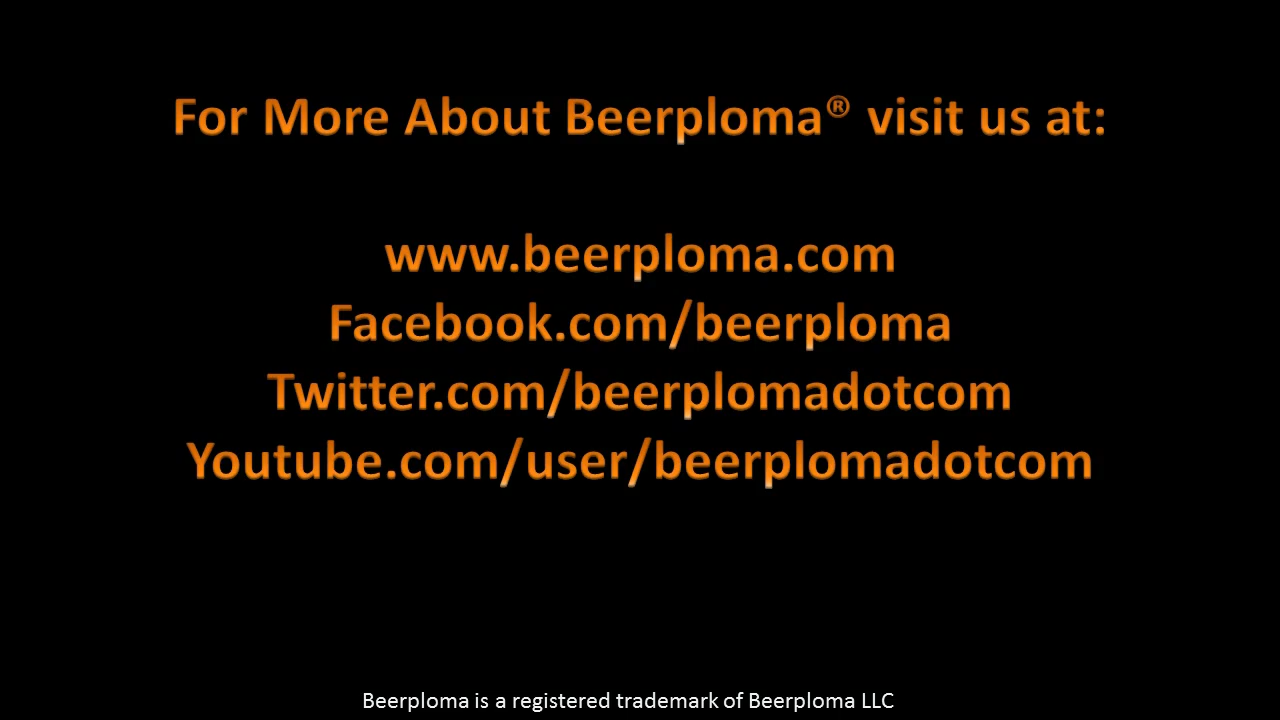 For More About Beerploma® visit us at:
www.beerploma.com
Facebook.com/beerploma
Twitter.com/beerplomadotcom
Youtube.com/user/beerplomadotcom
Beerploma is a registered trademark of Beerploma LLC